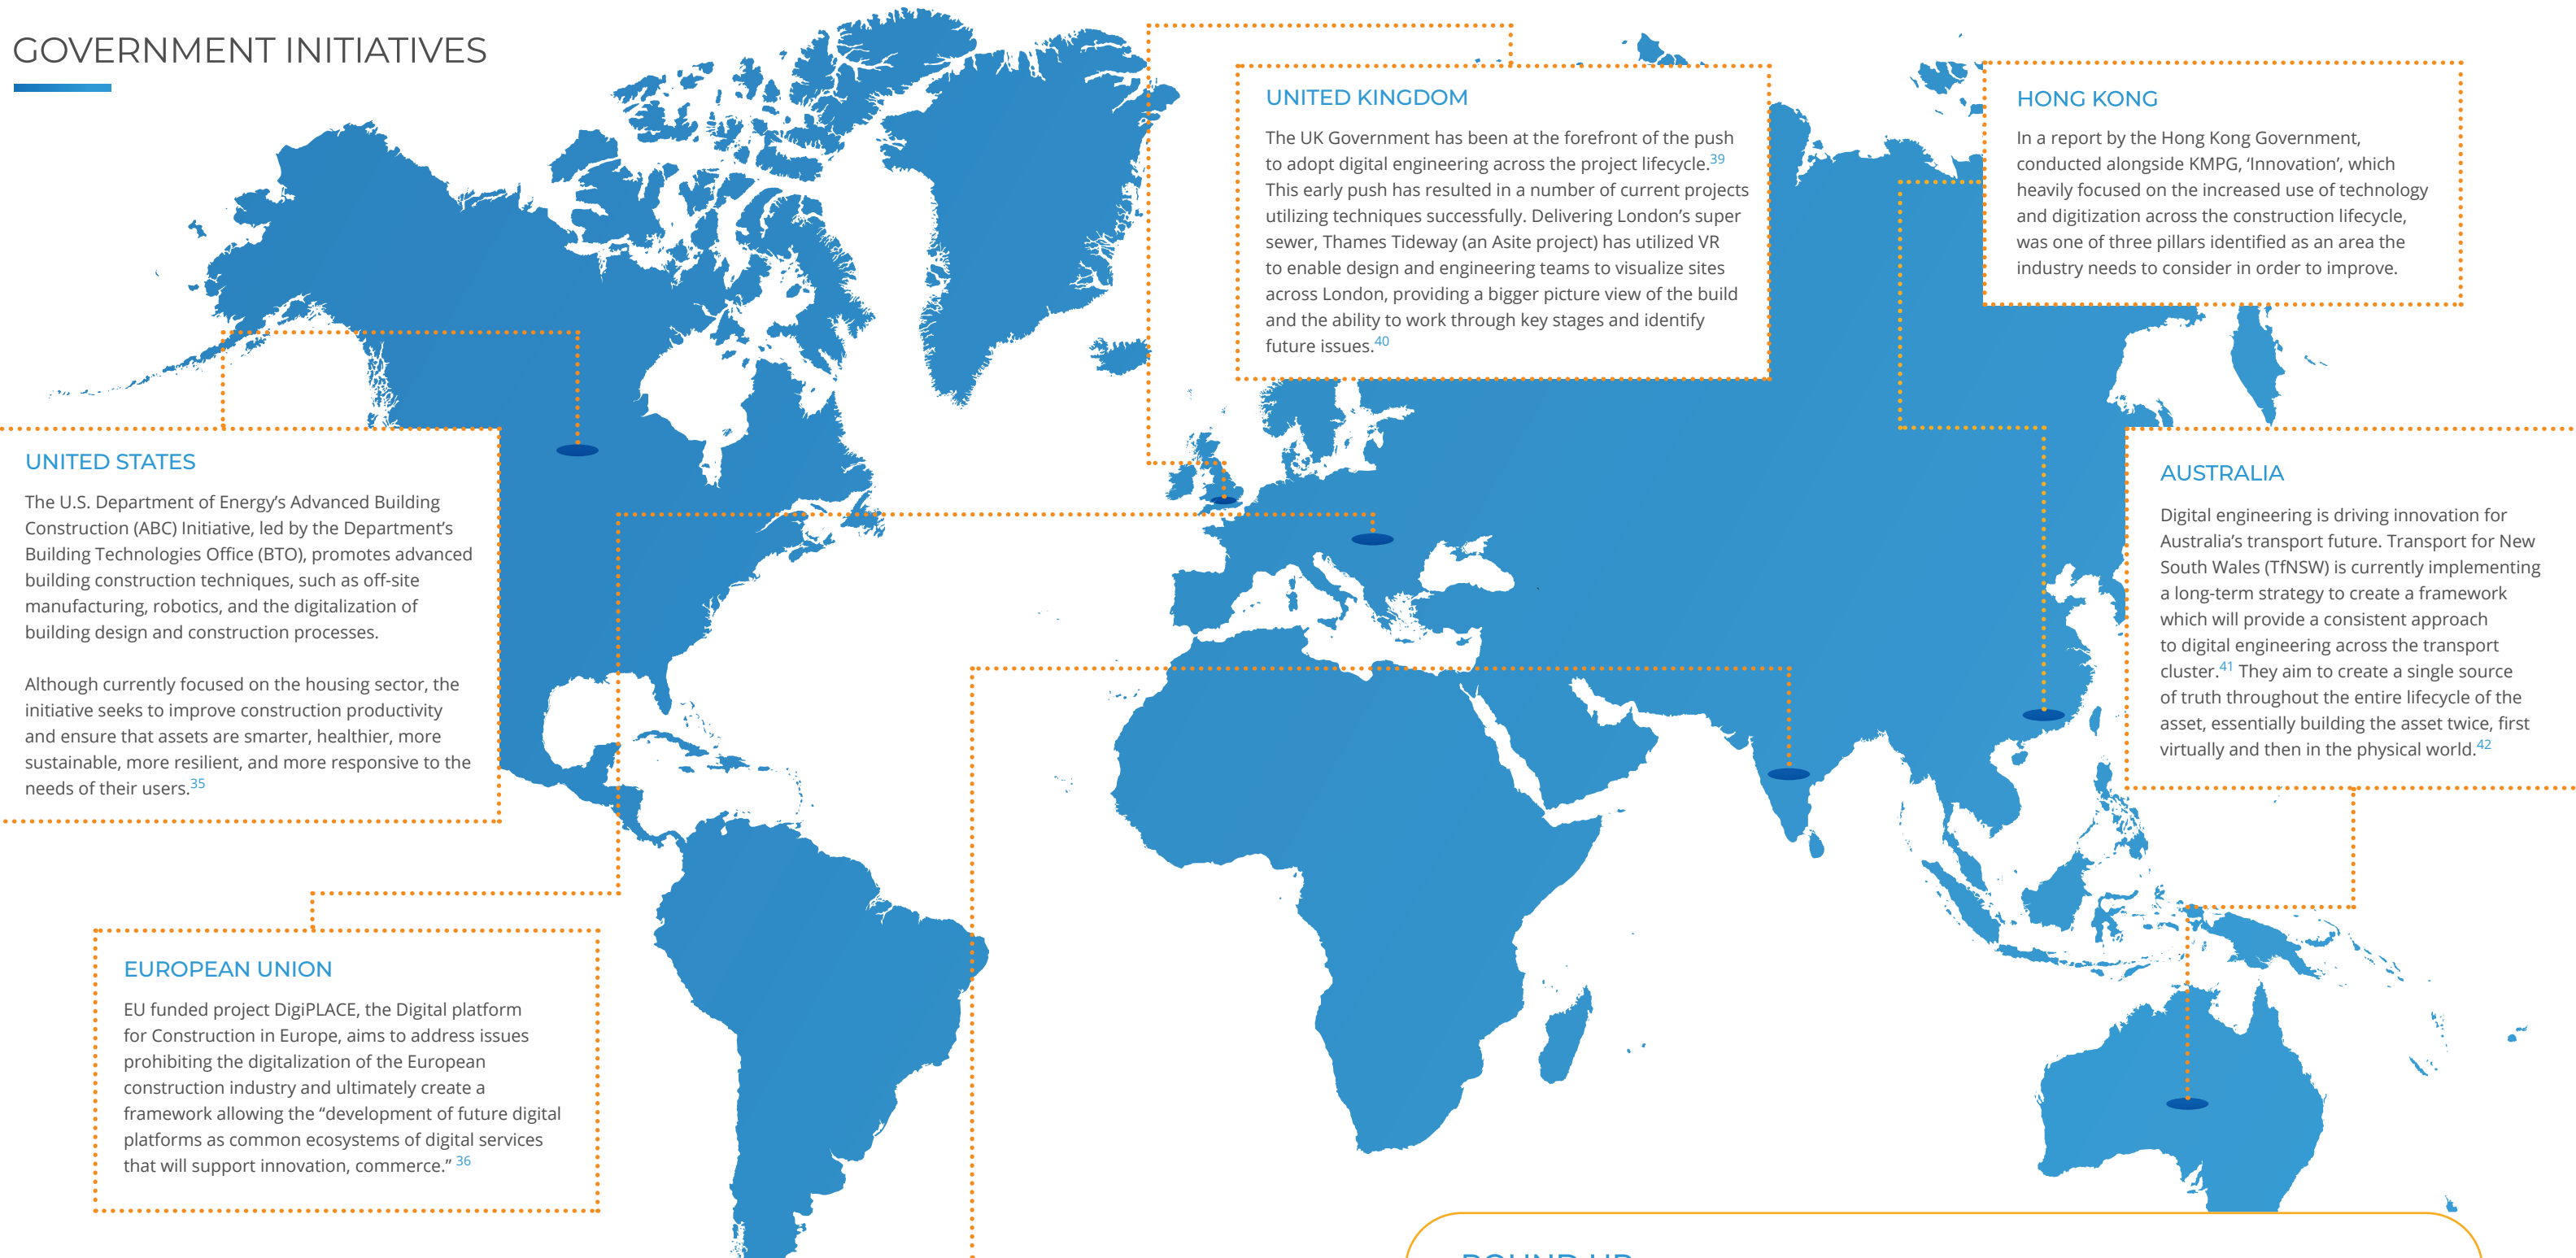 GOVERNMENT INITIATIVES
UNITED KINGDOM
The UK Government has been at the forefront of the push
to adopt digital engineering across the project lifecycle.39
This early push has resulted in a number of current projects
utilizing techniques successfully. Delivering London’s super
sewer, Thames Tideway (an Asite project) has utilized VR
to enable design and engineering teams to visualize sites
across London, providing a bigger picture view of the build
and the ability to work through key stages and identify
future issues.40
HONG KONG
In a report by the Hong Kong Government,
conducted alongside KMPG, ‘Innovation’, which
heavily focused on the increased use of technology
and digitization across the construction lifecycle,
was one of three pillars identified as an area the
industry needs to consider in order to improve.
UNITED STATES
The U.S. Department of Energy’s Advanced Building
Construction (ABC) Initiative, led by the Department’s
Building Technologies Office (BTO), promotes advanced
building construction techniques, such as off-site
manufacturing, robotics, and the digitalization of
building design and construction processes.
Although currently focused on the housing sector, the
initiative seeks to improve construction productivity
and ensure that assets are smarter, healthier, more
sustainable, more resilient, and more responsive to the
needs of their users.35
AUSTRALIA
Digital engineering is driving innovation for
Australia’s transport future. Transport for New
South Wales (TfNSW) is currently implementing
a long-term strategy to create a framework
which will provide a consistent approach
to digital engineering across the transport
cluster.41 They aim to create a single source
of truth throughout the entire lifecycle of the
asset, essentially building the asset twice, first
virtually and then in the physical world.42
EUROPEAN UNION
EU funded project DigiPLACE, the Digital platform
for Construction in Europe, aims to address issues
prohibiting the digitalization of the European
construction industry and ultimately create a
framework allowing the “development of future digital
platforms as common ecosystems of digital services
that will support innovation, commerce.” 36